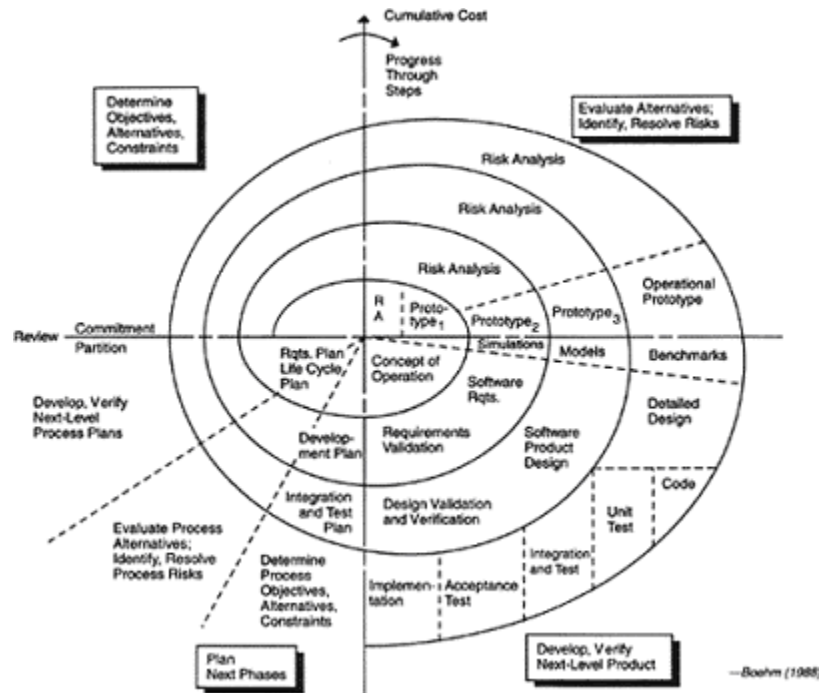 Cumulative Cost
Progress
Through
Steps
Determine
Objectives,
Alternatives,
Constraints
Evaluate Alternatives;
Identify, Resolve Risks
Risk Analysis
Risk Analysis
Risk Analysis
R
A
Proto-
type1
Prototype2
Prototype3
Operational
Prototype
Review
Commitment
Partition
Simulations
Models
Benchmarks
Rqts. Plan
Life Cycle
Plan
Concept of
Operation
Software
Rqts.
Detailed
Design
Develop, Verify
Next-Level
Process Plans
Develop-
ment Plan
Requirements
Validation
Software
Product
Design
Code
Unit
Test
Integration
and Test
Plan
Design Validation
and Verification
Evaluate Process
Alternatives;
Identify, Resolve
Process Risks
Determine
Process
Objectives,
Alternatives,
Constraints
Implemen-
tation
Acceptance
Test
Integration
and Test
Plan
Next Phases
Develop, Verify
Next-Level Product
—Boehm (1988)